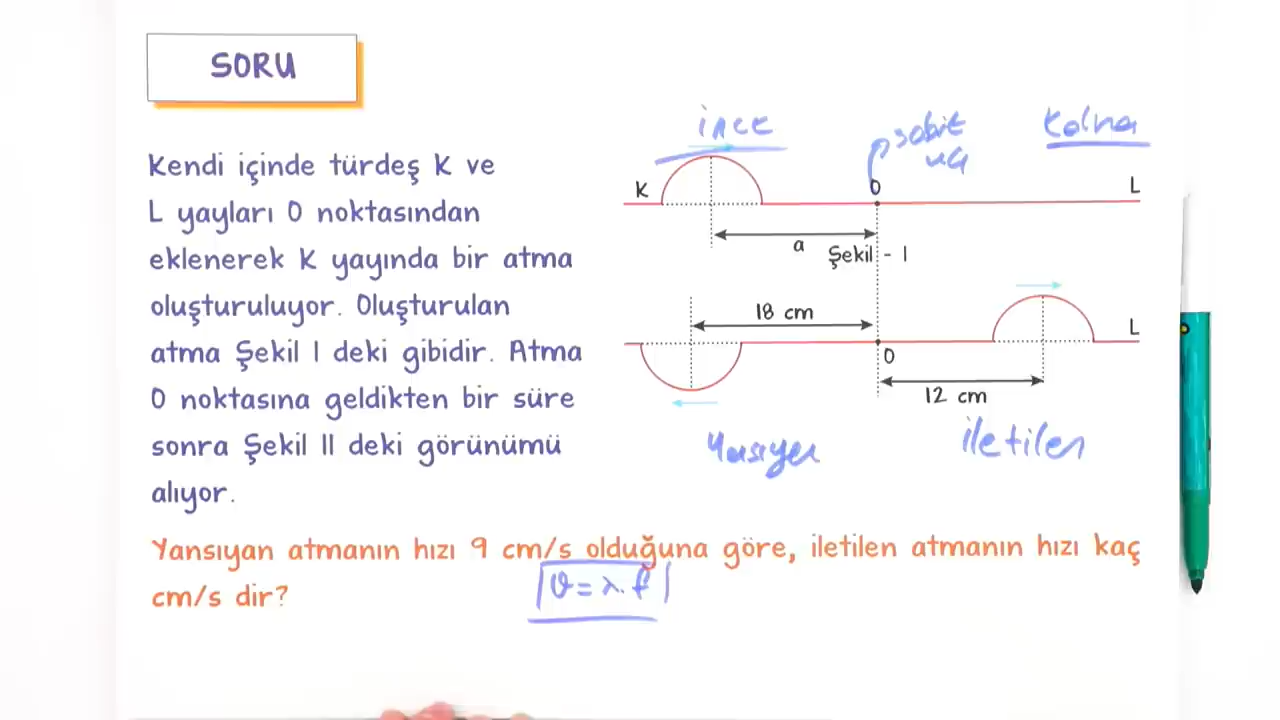 SORU
Kendi içinde türdeş K ve
L yayları O noktasından
eklenerek K yayında bir atma
oluşturuluyor. Oluşturulan
atma Şekil I deki gibidir. Atma
O noktasına geldikten bir süre
sonra Şekil II deki görünümü
alıyor.
ince
sabit
uç
Kalın
K
O
L
a
Şekil - I
18 cm
L
O
12 cm
Yansıyan
iletilen
Yansıyan atmanın hızı 9 cm/s olduğuna göre, iletilen atmanın hızı kaç
cm/s dir?
ϑ = λ . f